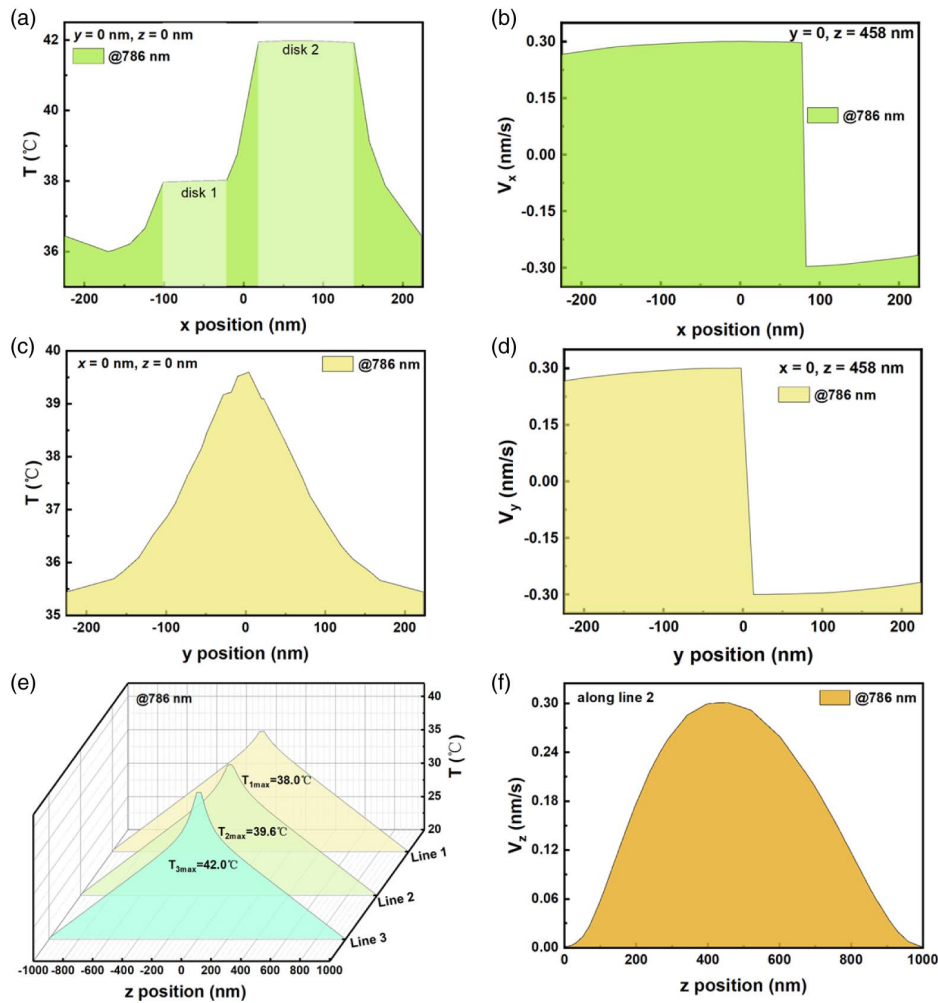 (a)
y = 0 nm, z = 0 nm
@786 nm
disk 2
disk 1
42
40
38
36
T (℃)
-200 -100 0 100 200
x position (nm)
(b)
y = 0, z = 458 nm
@786 nm
0.30
0.15
0.00
-0.15
-0.30
Vx (nm/s)
-200 -100 0 100 200
x position (nm)
(c)
x = 0 nm, z = 0 nm
@786 nm
40
39
38
37
36
35
T (℃)
-200 -100 0 100 200
y position (nm)
(d)
x = 0, z = 458 nm
@786 nm
0.30
0.15
0.00
-0.15
-0.30
Vy (nm/s)
-200 -100 0 100 200
y position (nm)
(e)
@786 nm
T1max=38.0℃
T2max=39.6℃
T3max=42.0℃
40
35
30
25
20
T (℃)
Line 1
Line 2
Line 3
-1000 -800 -600 -400 -200 0 200 400 600 800 1000
z position (nm)
(f)
along line 2
@786 nm
0.30
0.24
0.18
0.12
0.06
0.00
Vz (nm/s)
0 200 400 600 800 1000
z position (nm)